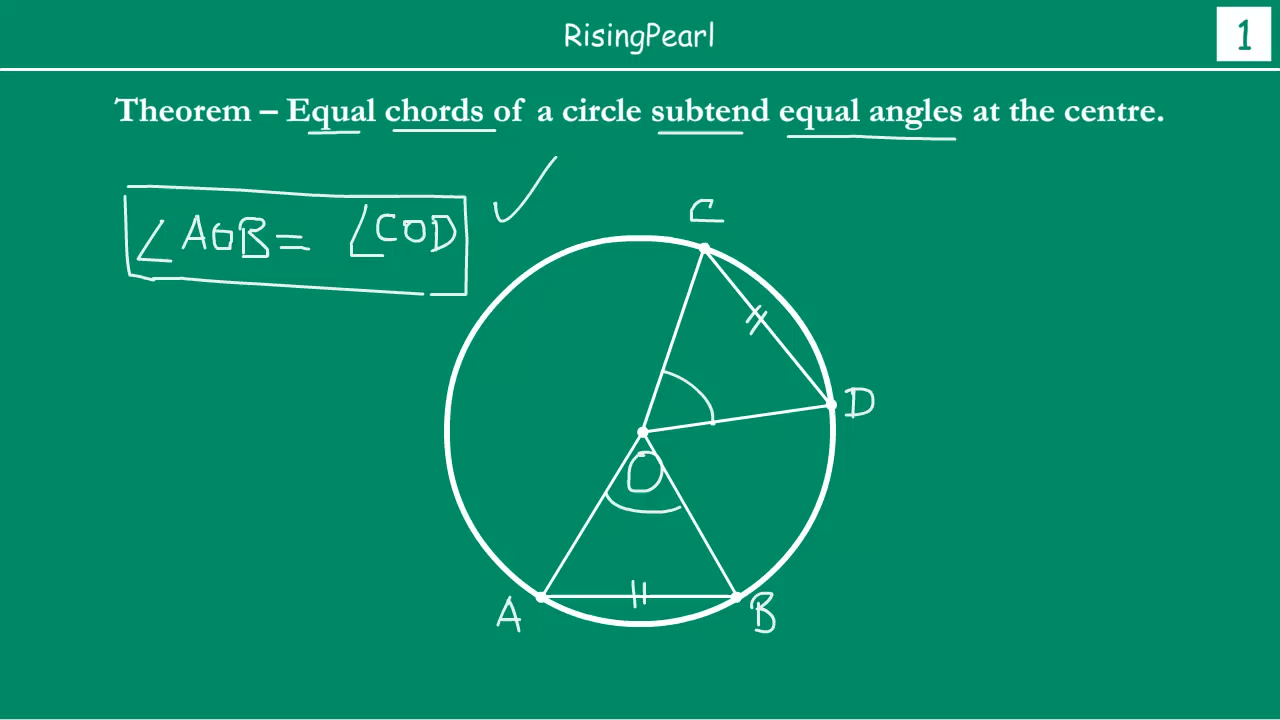 RisingPearl
1
Theorem – Equal chords of a circle subtend equal angles at the centre.
∠AOB = ∠COD
C
D
O
A
B